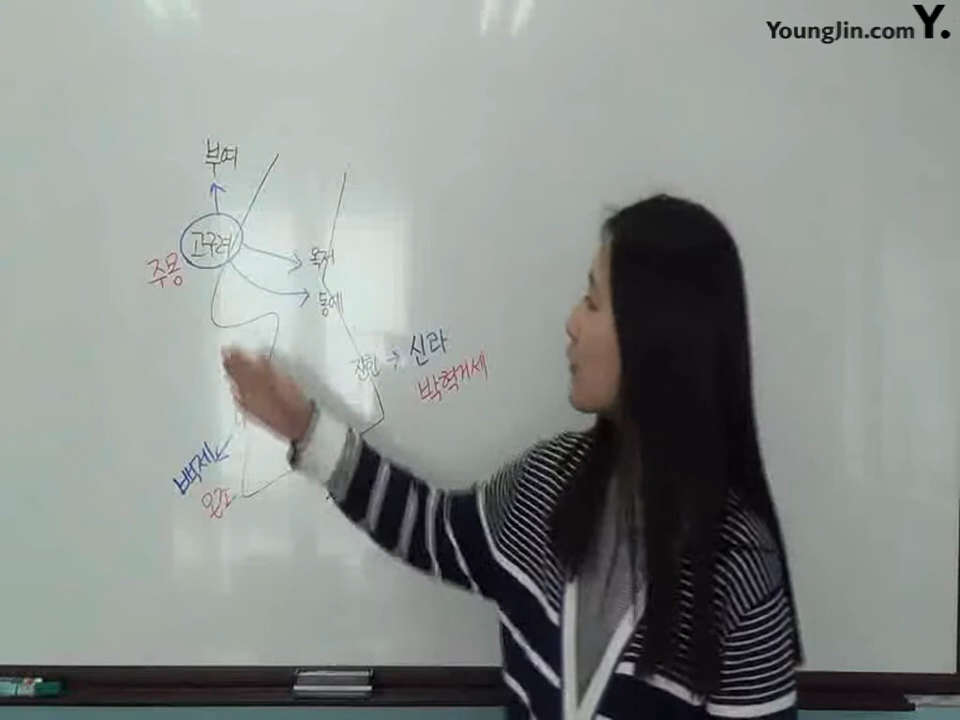 YoungJin.com Y.
부여
고구려
주몽
옥저
동예
진한 → 신라
박혁거세
백제
온조